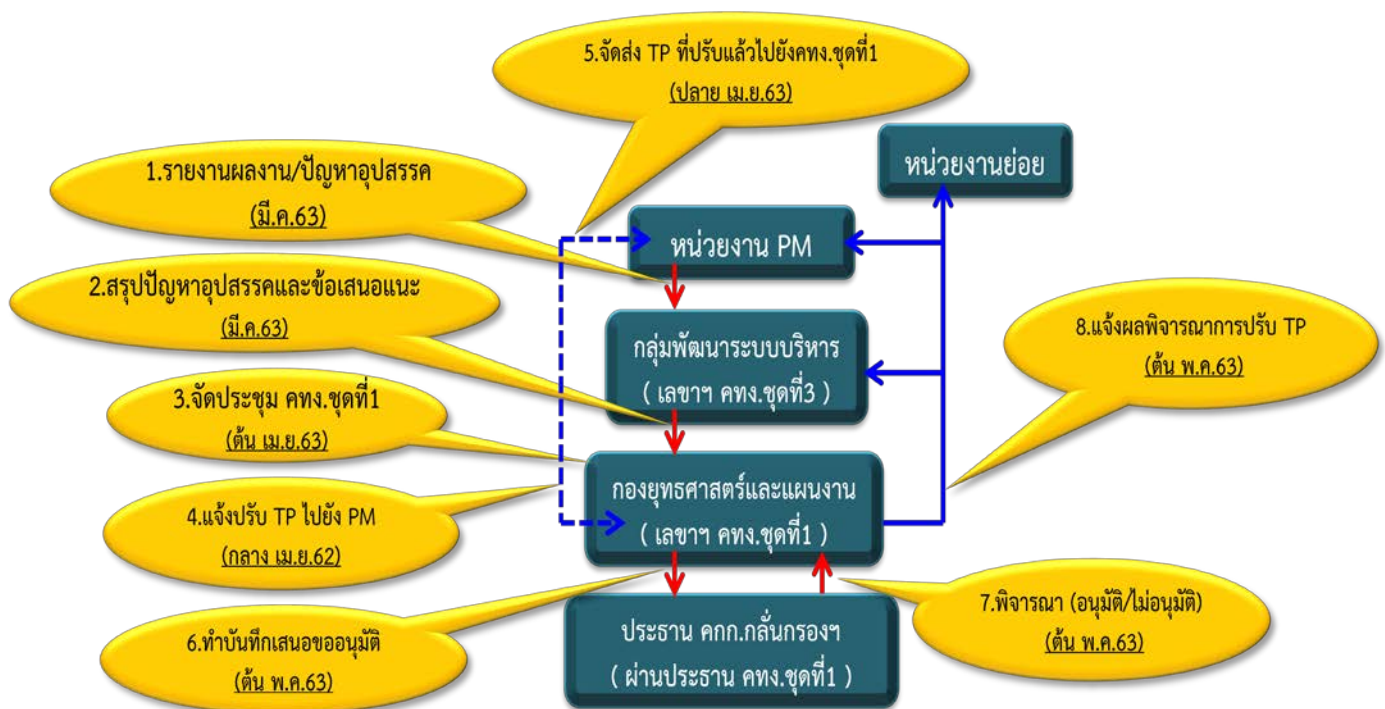 5.จัดส่ง TP ที่ปรับแล้วไปยังคทง.ชุดที่1
(ปลาย เม.ย.63)
หน่วยงานย่อย
1.รายงานผลงาน/ปัญหาอุปสรรค
(มี.ค.63)
หน่วยงาน PM
2.สรุปปัญหาอุปสรรคและข้อเสนอแนะ
(มี.ค.63)
กลุ่มพัฒนาระบบบริหาร
( เลขาฯ คทง.ชุดที่3 )
8.แจ้งผลพิจารณาการปรับ TP
(ต้น พ.ค.63)
3.จัดประชุม คทง.ชุดที่1
(ต้น เม.ย.63)
กองยุทธศาสตร์และแผนงาน
( เลขาฯ คทง.ชุดที่1 )
4.แจ้งปรับ TP ไปยัง PM
(กลาง เม.ย.62)
7.พิจารณา (อนุมัติ/ไม่อนุมัติ)
(ต้น พ.ค.63)
6.ทำบันทึกเสนอขออนุมัติ
(ต้น พ.ค.63)
ประธาน คกก.กลั่นกรองฯ
( ผ่านประธาน คทง.ชุดที่1 )